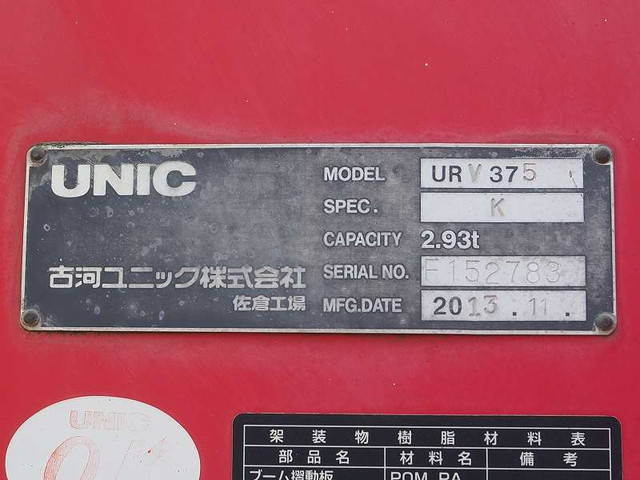 UNIC
MODEL URV375
SPEC. K
CAPACITY 2.93t
SERIAL NO. F152783
MFG.DATE 2013.11.
古河ユニック株式会社
佐倉工場
UNIC
架装物樹脂材料表
部品名 材料名 備考
ブーム摺動板 POM, PA